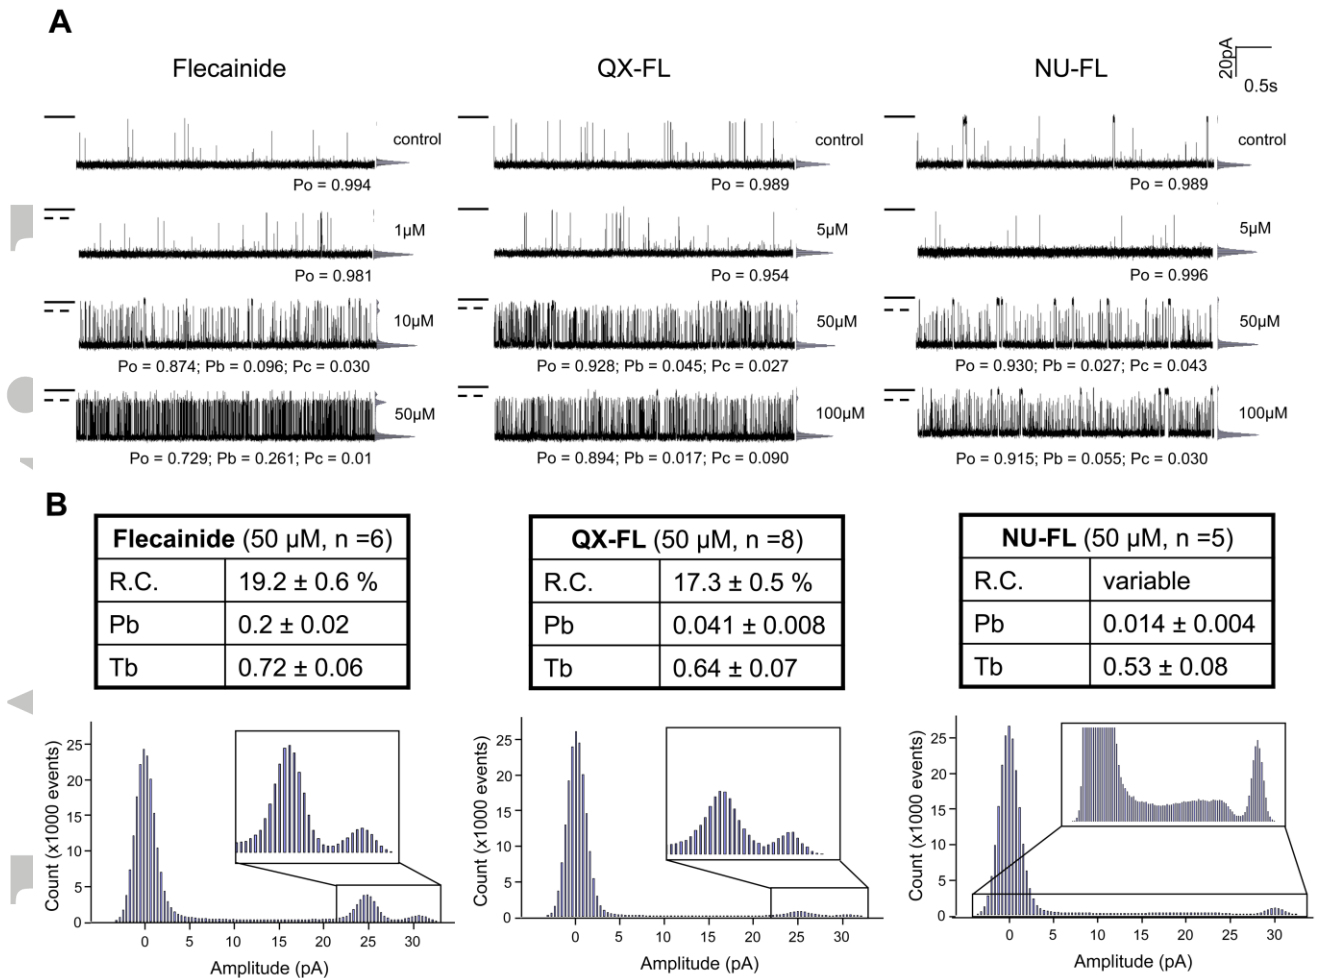 A
Flecainide QX-FL NU-FL
20pA
0.5s
control control control
Po = 0.994 Po = 0.989 Po = 0.989
1µM 5µM 5µM
Po = 0.981 Po = 0.954 Po = 0.996
10µM 50µM 50µM
Po = 0.874; Pb = 0.096; Pc = 0.030 Po = 0.928; Pb = 0.045; Pc = 0.027 Po = 0.930; Pb = 0.027; Pc = 0.043
50µM 100µM 100µM
Po = 0.729; Pb = 0.261; Pc = 0.01 Po = 0.894; Pb = 0.017; Pc = 0.090 Po = 0.915; Pb = 0.055; Pc = 0.030
B
Flecainide (50 µM, n =6)
R.C. 19.2 ± 0.6 %
Pb 0.2 ± 0.02
Tb 0.72 ± 0.06
QX-FL (50 µM, n =8)
R.C. 17.3 ± 0.5 %
Pb 0.041 ± 0.008
Tb 0.64 ± 0.07
NU-FL (50 µM, n =5)
R.C. variable
Pb 0.014 ± 0.004
Tb 0.53 ± 0.08
Count (x1000 events)
25
20
15
10
5
0
0 5 10 15 20 25 30
Amplitude (pA)
Count (x1000 events)
25
20
15
10
5
0
0 5 10 15 20 25 30
Amplitude (pA)
Count (x1000 events)
25
20
15
10
5
0
0 5 10 15 20 25 30
Amplitude (pA)